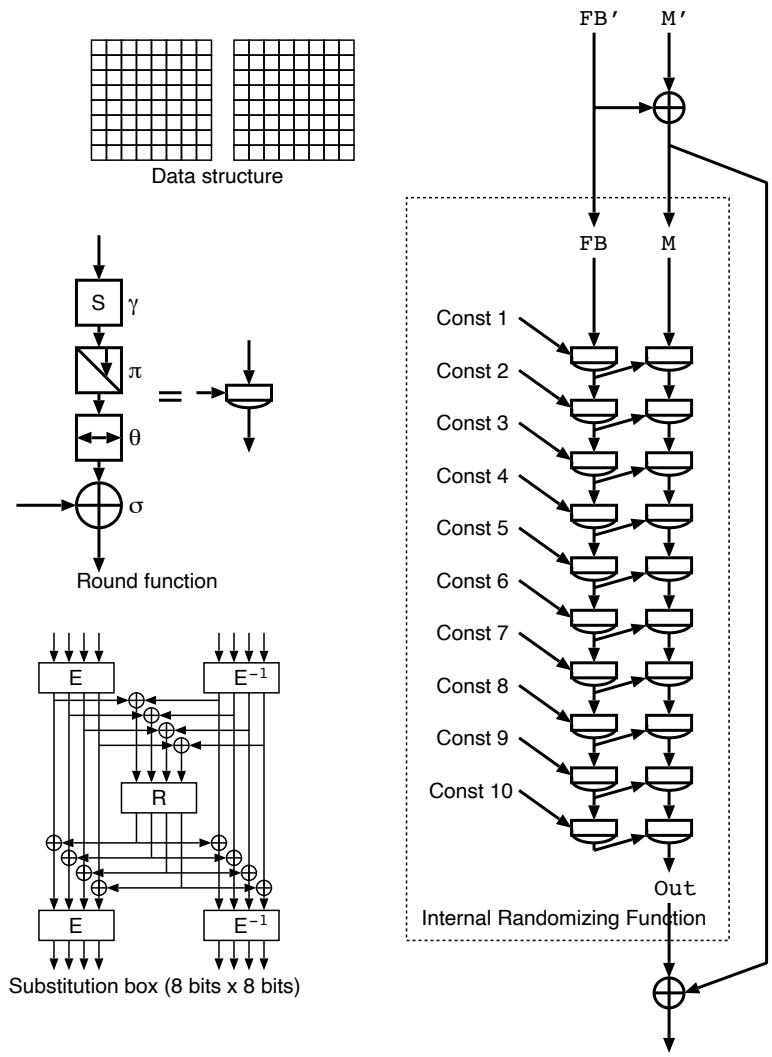 FB' M'
Data structure
FB M
S γ
Const 1
π
Const 2
=
Const 3
θ
Const 4
σ
Const 5
Round function
Const 6
Const 7
E E⁻¹
Const 8
Const 9
R
Const 10
Out
E E⁻¹
Internal Randomizing Function
Substitution box (8 bits x 8 bits)